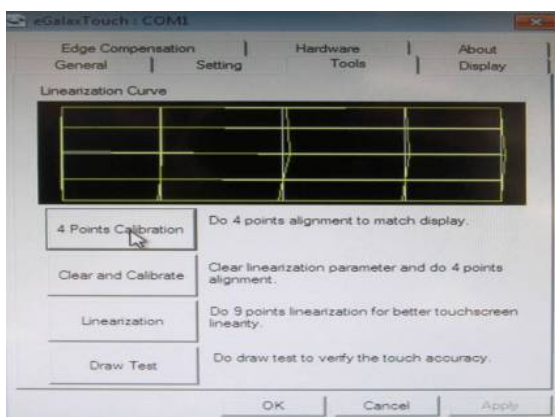 eGalaxTouch : COM1
Edge Compensation Hardware About
General Setting Tools Display
Linearization Curve
4 Points Calibration
Do 4 points alignment to match display.
Clear and Calibrate
Clear linearization parameter and do 4 points
alignment.
Linearization
Do 9 points linearization for better touchscreen
linearity.
Draw Test
Do draw test to verify the touch accuracy.
OK Cancel Apply